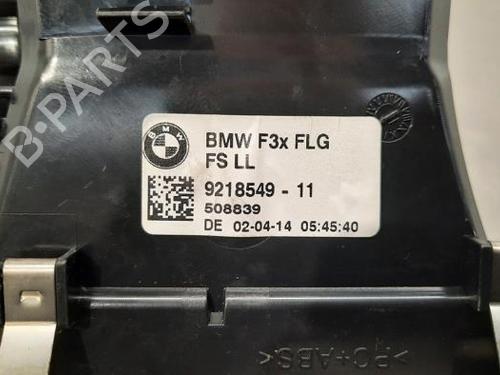 B-PARTS
BMW
BMW F3x FLG
FS LL
9218549 - 11
508839
DE 02-04-14 05:45:40
>PC+ABS<